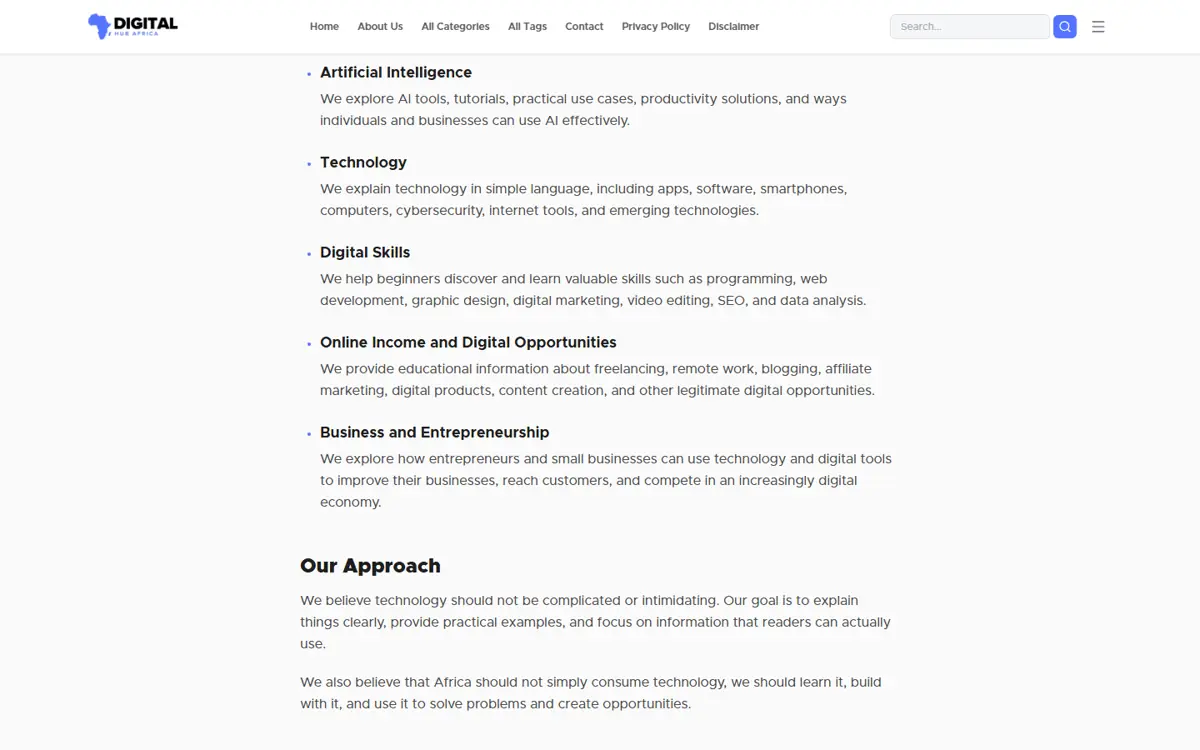 DIGITAL
HUB AFRICA
Home About Us All Categories All Tags Contact Privacy Policy Disclaimer
Search...
Artificial Intelligence
We explore AI tools, tutorials, practical use cases, productivity solutions, and ways
individuals and businesses can use AI effectively.
Technology
We explain technology in simple language, including apps, software, smartphones,
computers, cybersecurity, internet tools, and emerging technologies.
Digital Skills
We help beginners discover and learn valuable skills such as programming, web
development, graphic design, digital marketing, video editing, SEO, and data analysis.
Online Income and Digital Opportunities
We provide educational information about freelancing, remote work, blogging, affiliate
marketing, digital products, content creation, and other legitimate digital opportunities.
Business and Entrepreneurship
We explore how entrepreneurs and small businesses can use technology and digital tools
to improve their businesses, reach customers, and compete in an increasingly digital
economy.
Our Approach
We believe technology should not be complicated or intimidating. Our goal is to explain
things clearly, provide practical examples, and focus on information that readers can actually
use.
We also believe that Africa should not simply consume technology, we should learn it, build
with it, and use it to solve problems and create opportunities.